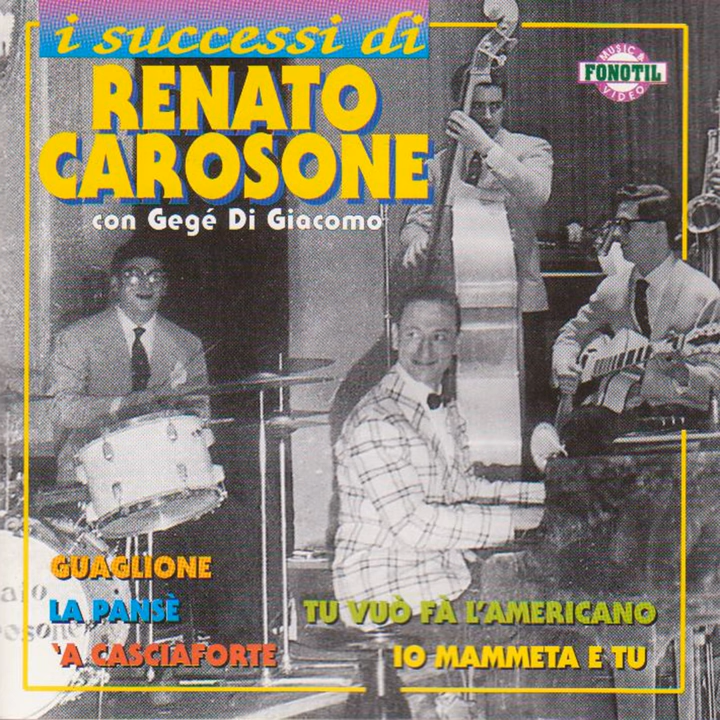 i successi di
RENATO
CAROSONE
con Gegé Di Giacomo
MUSICA
FONOTIL
VIDEO
GUAGLIONE
LA PANSÈ
'A CASCIAFORTE
TU VUÒ FÀ L'AMERICANO
IO MAMMETA E TU